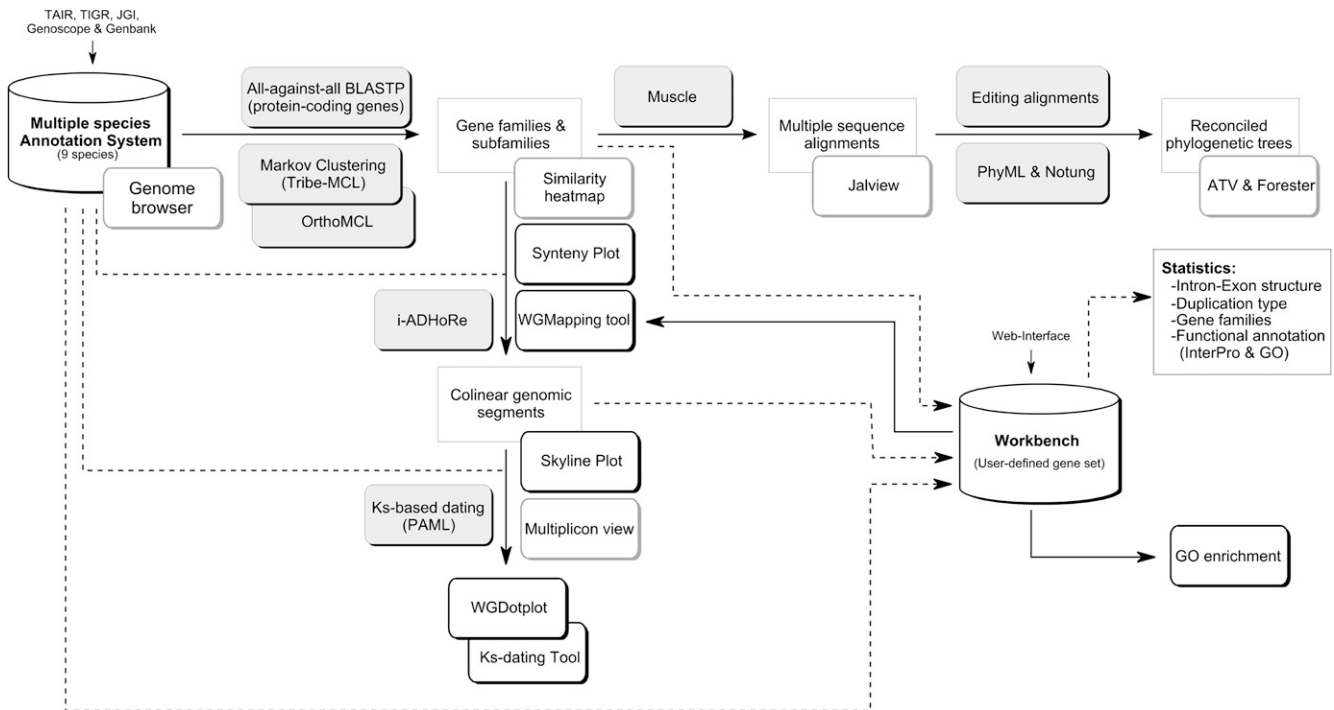 TAIR, TIGR, JGI,
Genoscope & Genbank
Multiple species
Annotation System
(9 species)
Genome
browser
All-against-all BLASTP
(protein-coding genes)
Markov Clustering
(Tribe-MCL)
OrthoMCL
Gene families &
subfamilies
Similarity
heatmap
Synteny Plot
WGMapping tool
i-ADHoRe
Muscle
Multiple sequence
alignments
Jalview
Editing alignments
PhyML & Notung
Reconciled
phylogenetic trees
ATV & Forester
Statistics:
-Intron-Exon structure
-Duplication type
-Gene families
-Functional annotation
(InterPro & GO)
Web-Interface
Workbench
(User-defined gene set)
GO enrichment
Colinear genomic
segments
Skyline Plot
Multiplicon view
Ks-based dating
(PAML)
WGDotplot
Ks-dating Tool